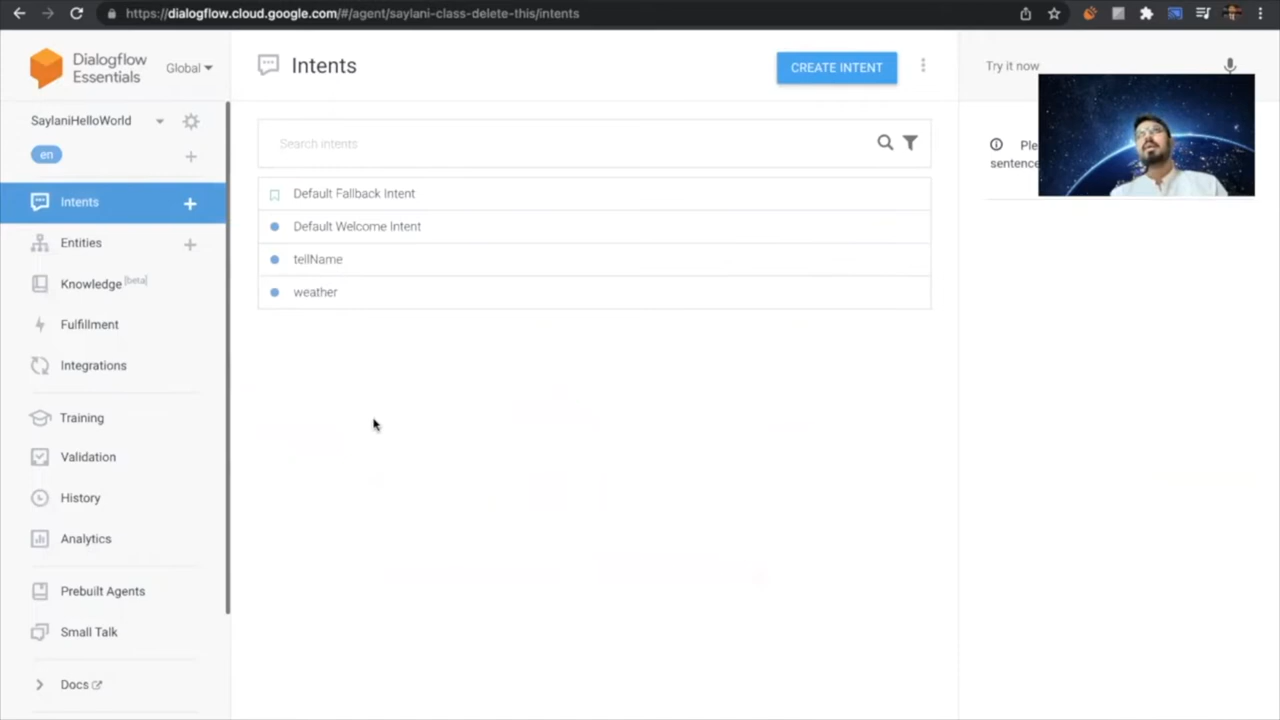 https://dialogflow.cloud.google.com/#/agent/saylani-class-delete-this/intents
Dialogflow
Essentials
Global
Intents
CREATE INTENT
Try it now
SaylaniHelloWorld
en
Search intents
Intents
Default Fallback Intent
Default Welcome Intent
tellName
weather
Ple
sentence
Entities
Knowledge [beta]
Fulfillment
Integrations
Training
Validation
History
Analytics
Prebuilt Agents
Small Talk
Docs